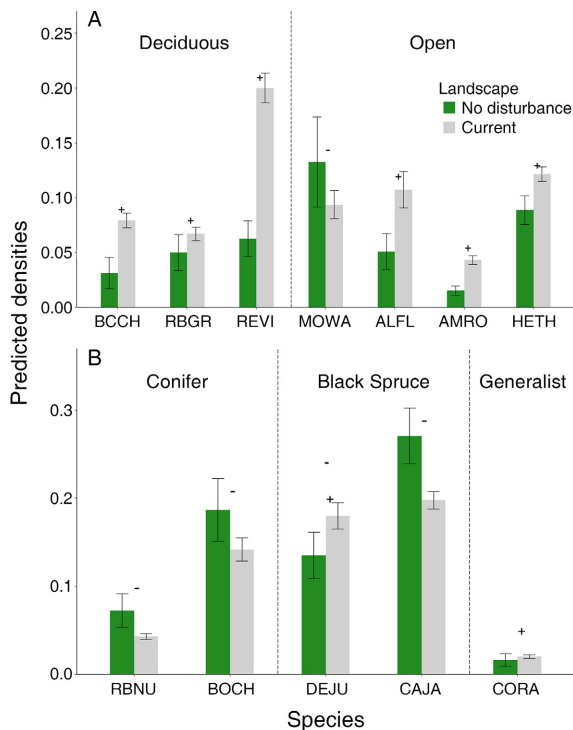 A
Deciduous
Open
Landscape
No disturbance
Current
0.25
0.20
0.15
0.10
0.05
0.00
+
+
+
-
+
+
+
BCCH RBGR REVI MOWA ALFL AMRO HETH
Predicted densities
B
Conifer
Black Spruce
Generalist
0.3
0.2
0.1
0.0
-
-
-
+
-
+
RBNU BOCH DEJU CAJA CORA
Species